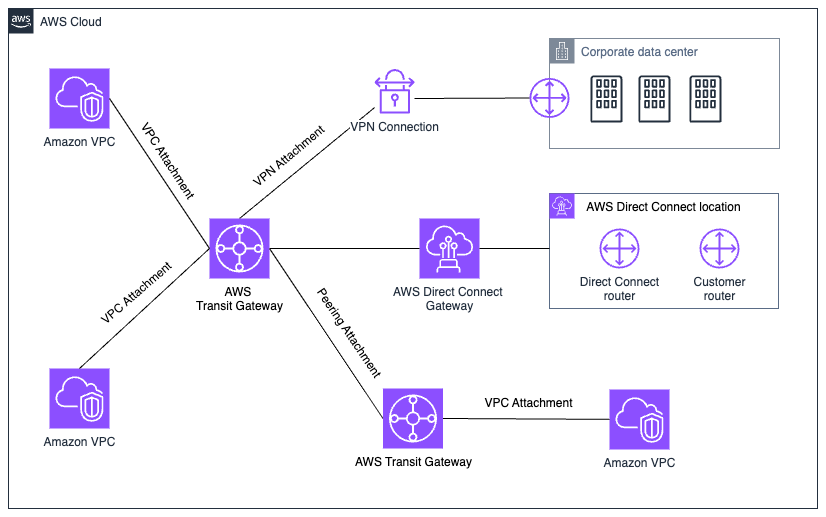 aws
AWS Cloud
Corporate data center
Amazon VPC
VPC Attachment
VPN Attachment
VPN Connection
AWS Direct Connect location
Direct Connect
router
Customer
router
AWS
Transit Gateway
AWS Direct Connect
Gateway
VPC Attachment
Peering Attachment
Amazon VPC
AWS Transit Gateway
VPC Attachment
Amazon VPC